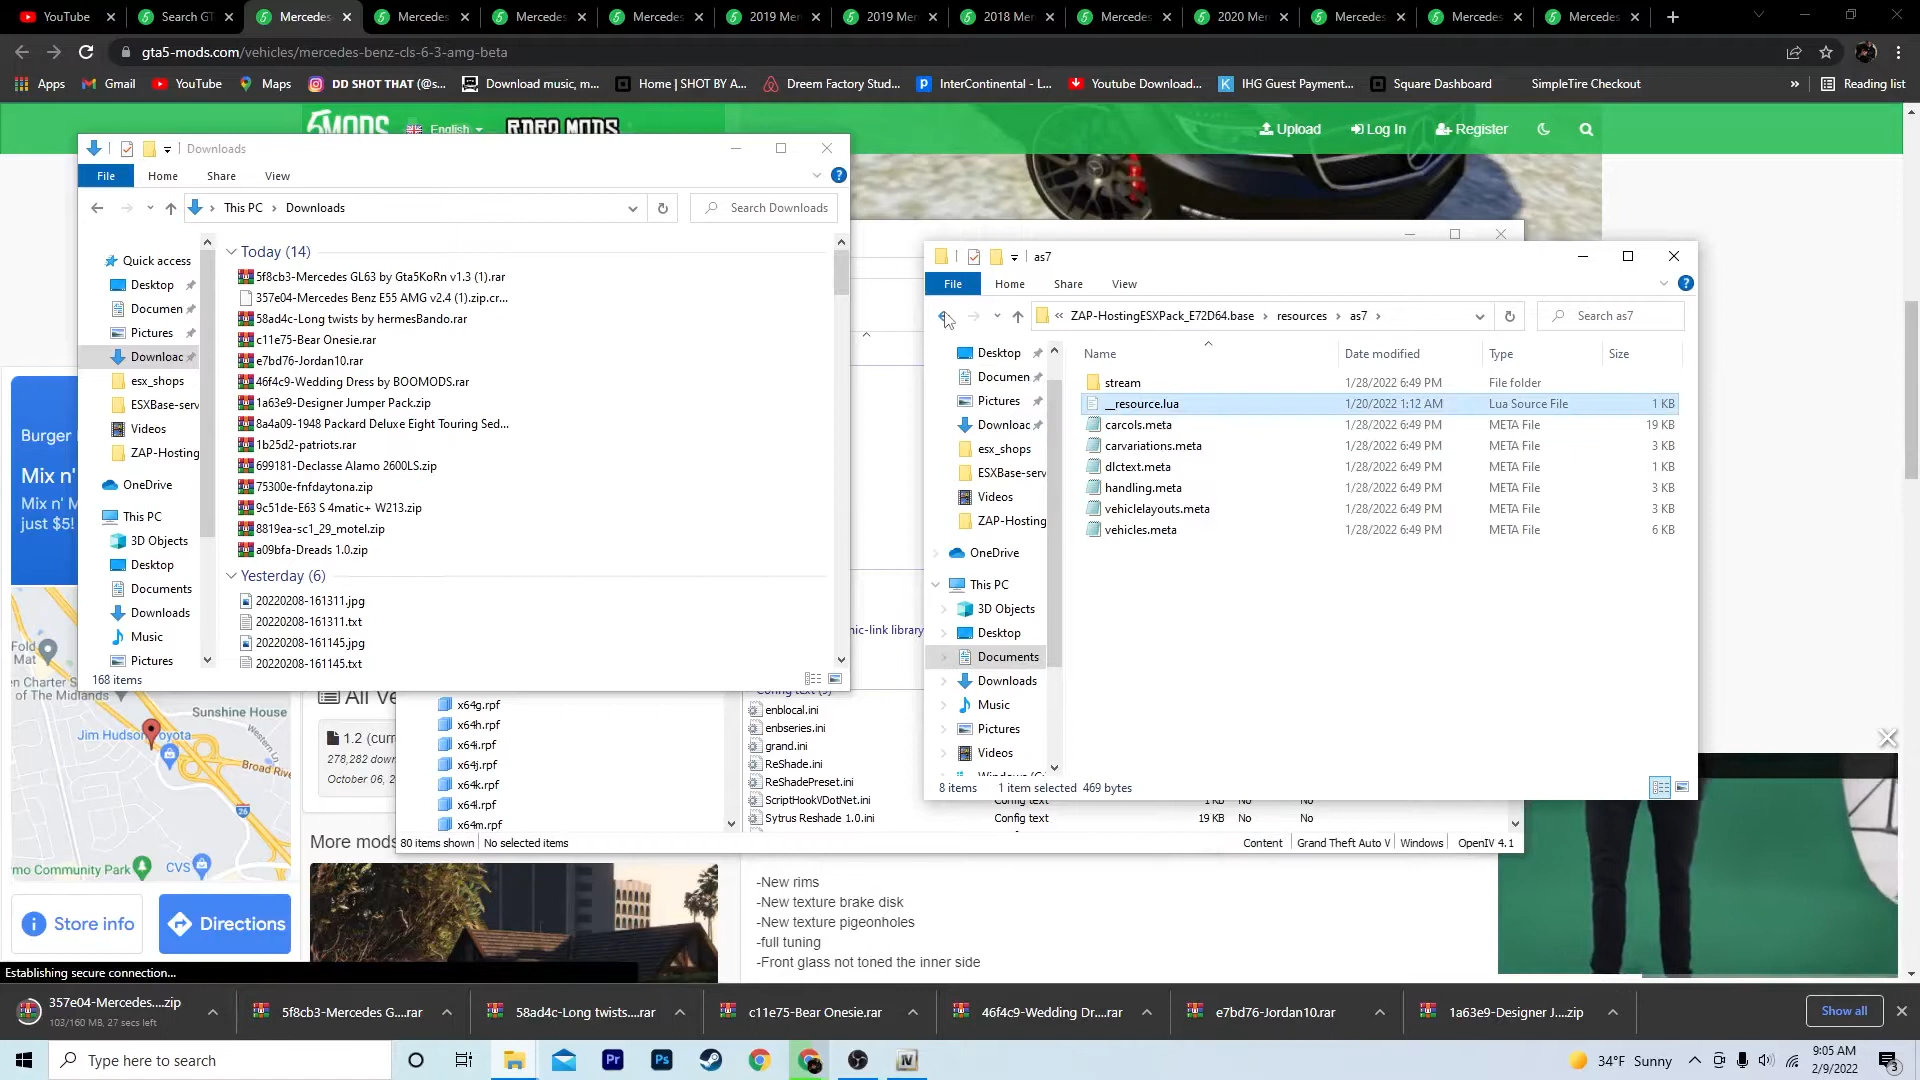 YouTube
Search GT
Mercedes
Mercedes
Mercedes
Mercedes
2019 Mer
2019 Mer
2018 Mer
Mercedes
2020 Mer
Mercedes
Mercedes
Mercedes
gta5-mods.com/vehicles/mercedes-benz-cls-6-3-amg-beta
Apps
Gmail
YouTube
Maps
DD SHOT THAT (@s...
Download music, m...
Home | SHOT BY A...
Dreem Factory Stud...
InterContinental - L...
Youtube Download...
IHG Guest Payment...
Square Dashboard
SimpleTire Checkout
»
Reading list
English
Upload
Log In
Register
Downloads
File
Home
Share
View
This PC > Downloads
Search Downloads
Quick access
Desktop
Documen
Pictures
Downloac
esx_shops
ESXBase-serv
Videos
ZAP-Hosting
OneDrive
This PC
3D Objects
Desktop
Documents
Downloads
Music
Pictures
Today (14)
5f8cb3-Mercedes GL63 by Gta5KoRn v1.3 (1).rar
357e04-Mercedes Benz E55 AMG v2.4 (1).zip.cr...
58ad4c-Long twists by hermesBando.rar
c11e75-Bear Onesie.rar
e7bd76-Jordan10.rar
46f4c9-Wedding Dress by BOOMODS.rar
1a63e9-Designer Jumper Pack.zip
8a4a09-1948 Packard Deluxe Eight Touring Sed...
1b25d2-patriots.rar
699181-Declasse Alamo 2600LS.zip
75300e-fnfdaytona.zip
9c51de-E63 S 4matic+ W213.zip
8819ea-sc1_29_motel.zip
a09bfa-Dreads 1.0.zip
Yesterday (6)
20220208-161311.jpg
20220208-161311.txt
20220208-161145.jpg
20220208-161145.txt
168 items
as7
File
Home
Share
View
« ZAP-HostingESXPack_E72D64.base > resources > as7 >
Search as7
Desktop
Documen
Pictures
Downloac
esx_shops
ESXBase-serv
Videos
ZAP-Hosting
OneDrive
This PC
3D Objects
Desktop
Documents
Downloads
Music
Pictures
Videos
Name Date modified Type Size
stream 1/28/2022 6:49 PM File folder
__resource.lua 1/20/2022 1:12 AM Lua Source File 1 KB
carcols.meta 1/28/2022 6:49 PM META File 19 KB
carvariations.meta 1/28/2022 6:49 PM META File 3 KB
dlctext.meta 1/28/2022 6:49 PM META File 1 KB
handling.meta 1/28/2022 6:49 PM META File 3 KB
vehiclelayouts.meta 1/28/2022 6:49 PM META File 3 KB
vehicles.meta 1/28/2022 6:49 PM META File 6 KB
8 items 1 item selected 469 bytes
nic-link library
x64g.rpf
x64h.rpf
x64i.rpf
x64j.rpf
x64k.rpf
x64l.rpf
x64m.rpf
enblocal.ini
enbseries.ini
grand.ini
ReShade.ini
ReShadePreset.ini
ScriptHookVDotNet.ini Config text 1 KB No No
Sytrus Reshade 1.0.ini Config text 19 KB No No
80 items shown No selected items
Content Grand Theft Auto V Windows OpenIV 4.1
Burger
Mix n'
Mix n' M
just $5!
Fold
Mat
en Charter S
of The Midlands
Sunshine House
Jim Hudson Toyota
Western Ln
Broad River
mo Community Park
CVS
Store info
Directions
All Ve
1.2 (curr
278,282 down
October 06, 2
More mods
-New rims
-New texture brake disk
-New texture pigeonholes
-full tuning
-Front glass not toned the inner side
Establishing secure connection...
357e04-Mercedes....zip
103/160 MB, 27 secs left
5f8cb3-Mercedes G....rar
58ad4c-Long twists....rar
c11e75-Bear Onesie.rar
46f4c9-Wedding Dr....rar
e7bd76-Jordan10.rar
1a63e9-Designer J....zip
Show all
Type here to search
34°F Sunny
9:05 AM
2/9/2022
3